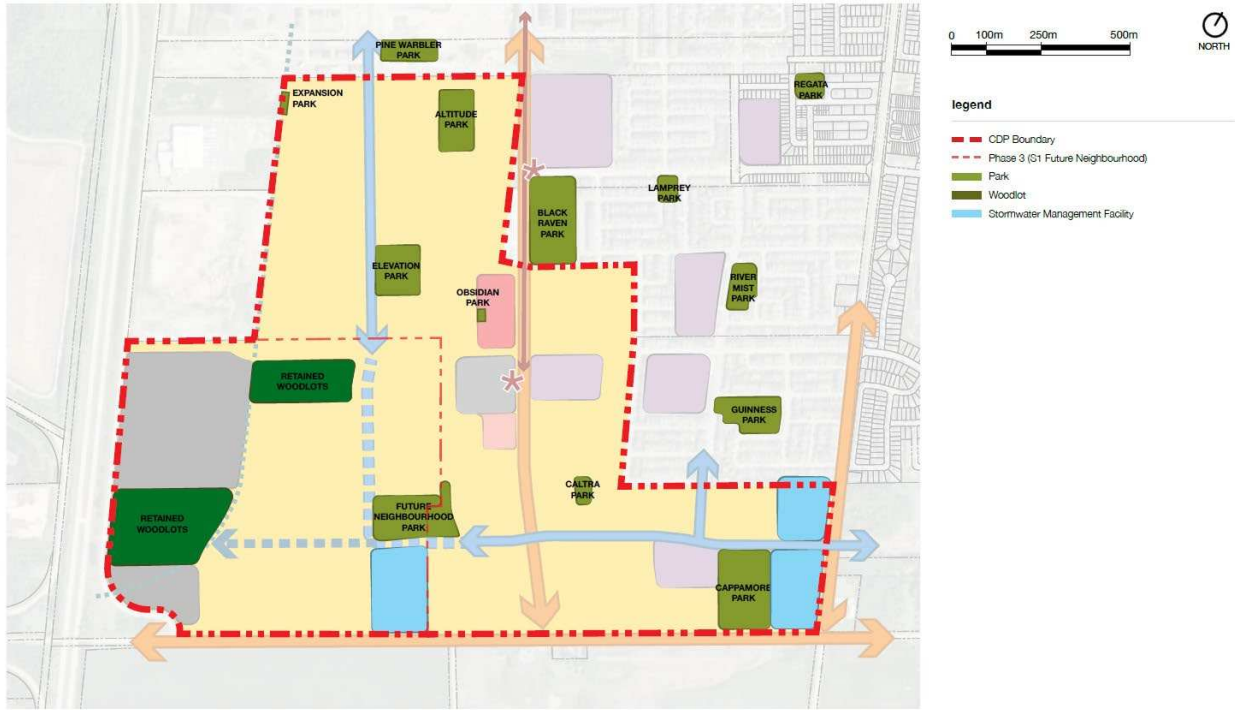 PINE WARBLER
PARK
EXPANSION
PARK
ALTITUDE
PARK
REGATA
PARK
LAMPREY
PARK
BLACK
RAVEN
PARK
ELEVATION
PARK
OBSIDIAN
PARK
RIVER
MIST
PARK
RETAINED
WOODLOTS
GUINNESS
PARK
CALTRA
PARK
RETAINED
WOODLOTS
FUTURE
NEIGHBOURHOOD
PARK
CAPPAMORE
PARK
0 100m 250m 500m
NORTH
legend
CDP Boundary
Phase 3 (S1 Future Neighbourhood)
Park
Woodlot
Stormwater Management Facility